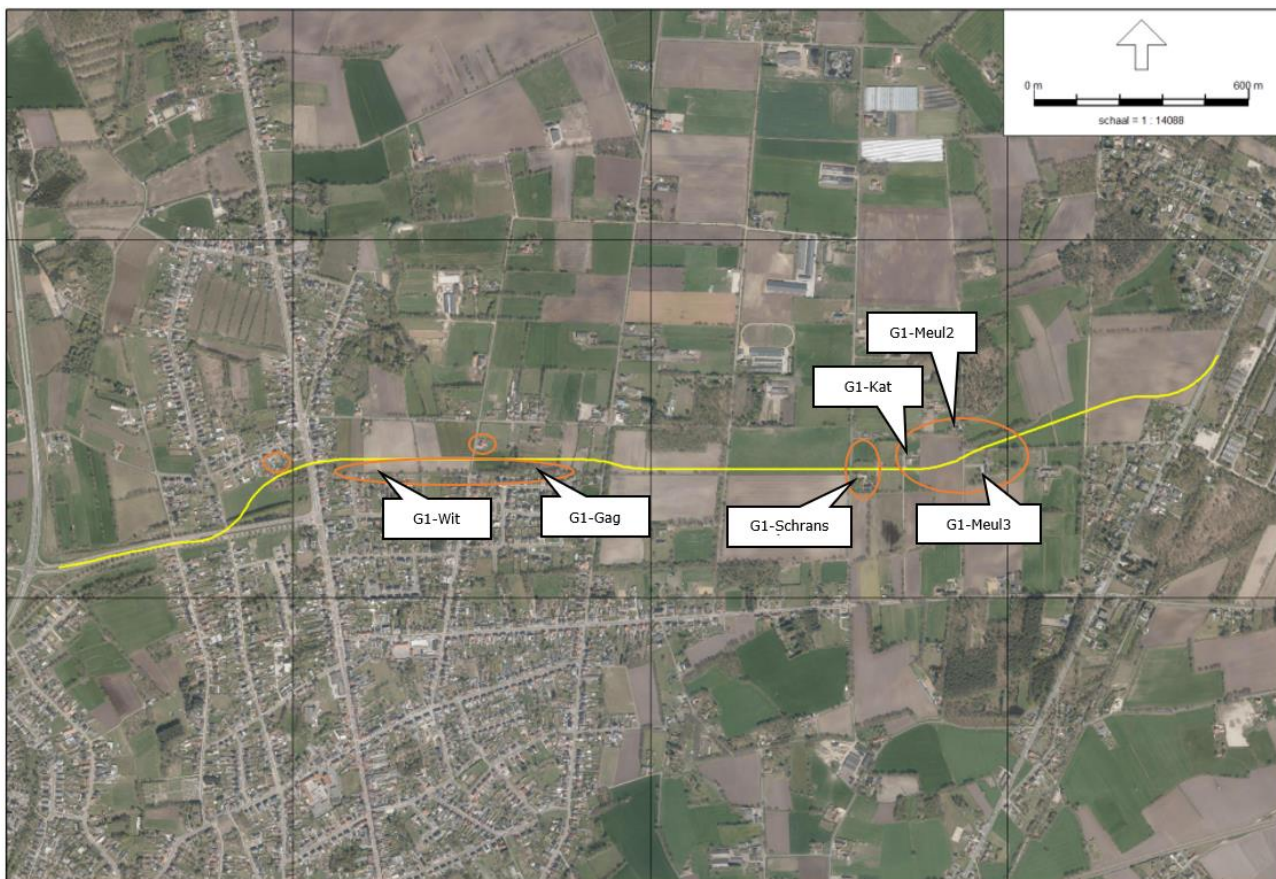 0 m
600 m
schaal = 1 : 14088
G1-Meul2
G1-Kat
G1-Wit
G1-Gag
G1-Schrans
G1-Meul3